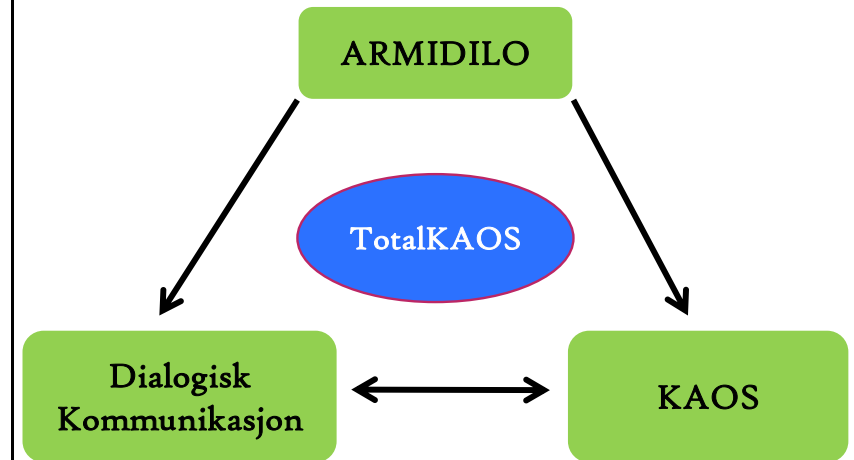 ARMIDILO
TotalKAOS
Dialogisk
Kommunikasjon
KAOS